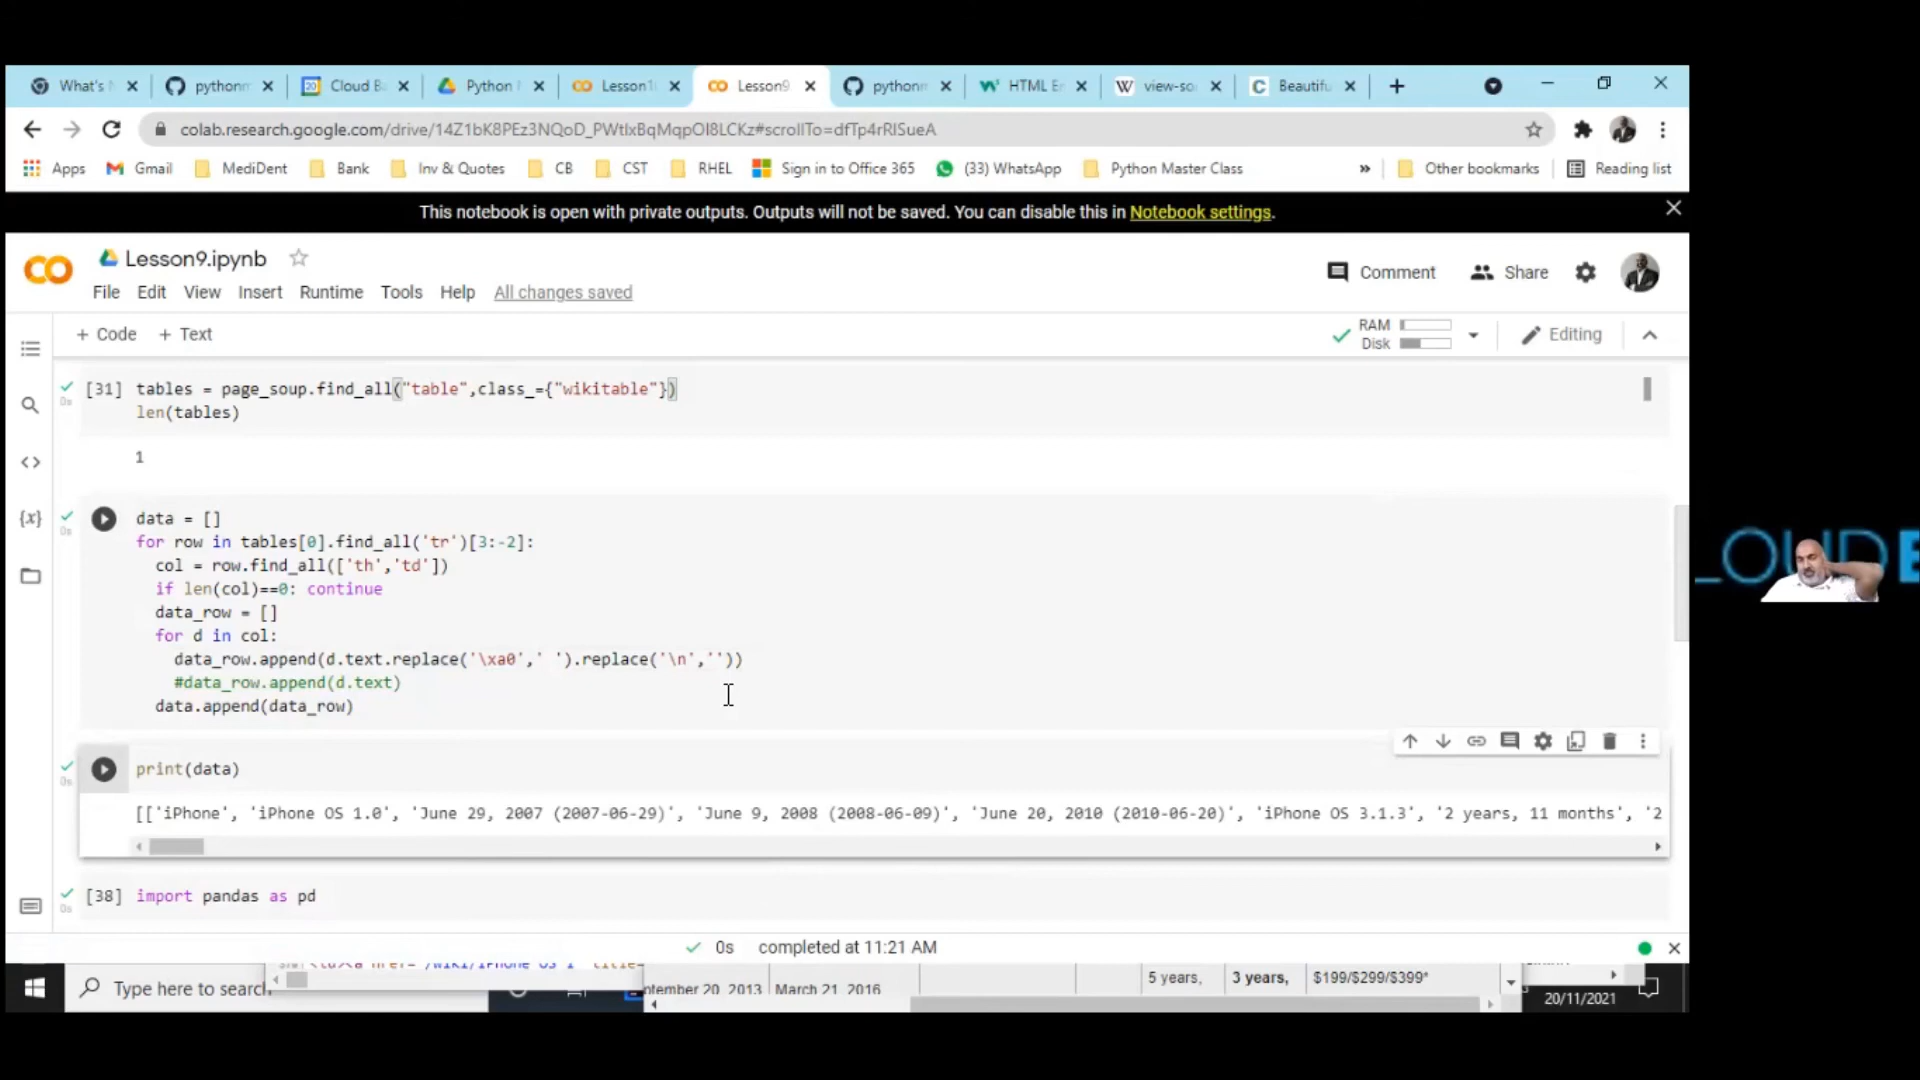 What's
pythonm
Cloud Ba
Python
Lesson1
Lesson9
pythonm
HTML E
view-so
Beautifu
colab.research.google.com/drive/14Z1bK8PEz3NQoD_PWtIxBqMqpOI8LCKz#scrollTo=dfTp4rRISueA
Apps
Gmail
MediDent
Bank
Inv & Quotes
CB
CST
RHEL
Sign in to Office 365
(33) WhatsApp
Python Master Class
»
Other bookmarks
Reading list
This notebook is open with private outputs. Outputs will not be saved. You can disable this in Notebook settings.
CO
Lesson9.ipynb
Comment
Share
File Edit View Insert Runtime Tools Help All changes saved
+ Code + Text
RAM
Disk
Editing
[31] tables = page_soup.find_all("table",class_={"wikitable"})
len(tables)
1
data = []
for row in tables[0].find_all('tr')[3:-2]:
col = row.find_all(['th','td'])
if len(col)==0: continue
data_row = []
for d in col:
data_row.append(d.text.replace('\xa0',' ').replace('\n',''))
#data_row.append(d.text)
data.append(data_row)
print(data)
[['iPhone', 'iPhone OS 1.0', 'June 29, 2007 (2007-06-29)', 'June 9, 2008 (2008-06-09)', 'June 20, 2010 (2010-06-20)', 'iPhone OS 3.1.3', '2 years, 11 months', '2
[38] import pandas as pd
0s completed at 11:21 AM
Type here to search
tember 20, 2013
March 21, 2016
5 years,
3 years,
$199/$299/$399*
20/11/2021
LOUD